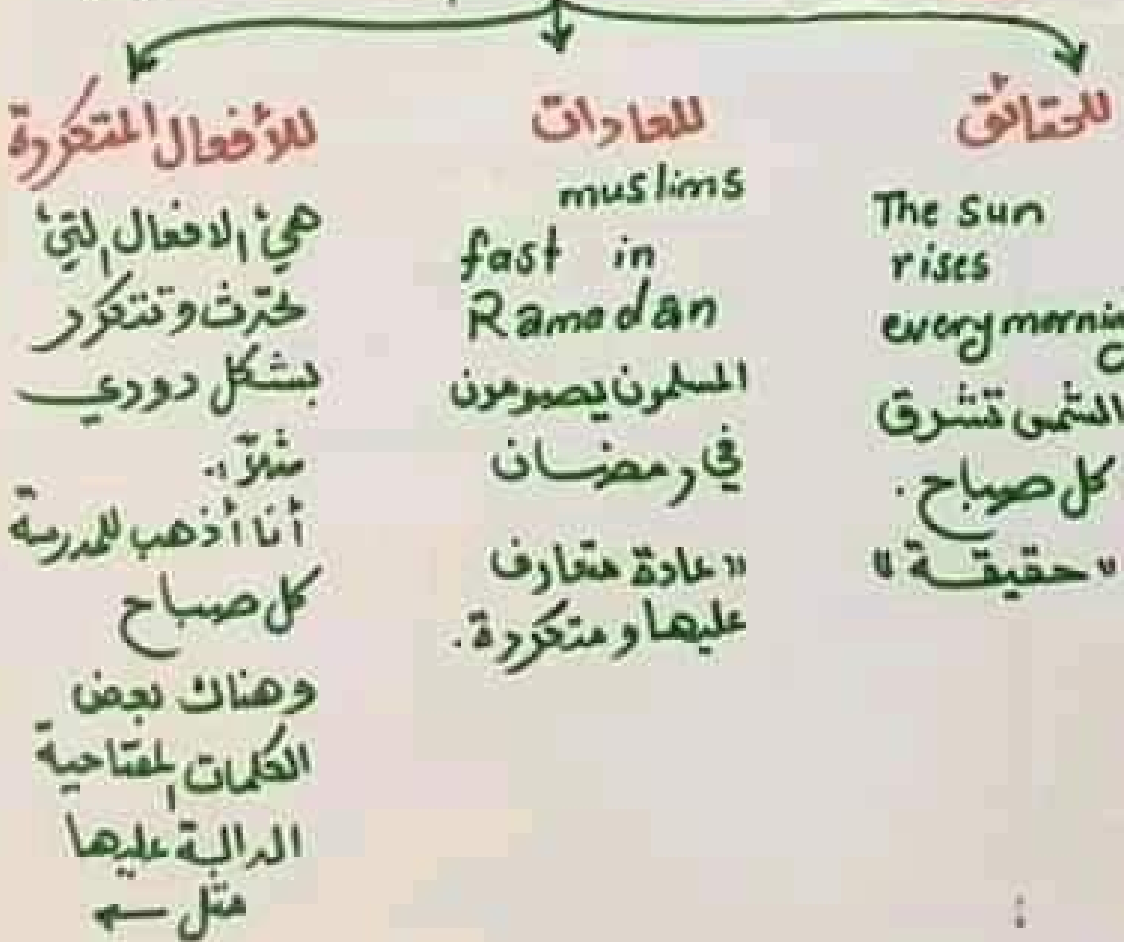 للحقائق
The Sun
rises
every morning
الشمس تشرق
كل صباح .
"حقيقة"
للعادات
muslims
fast in
Ramadan
المسلمون يصومون
في رمضان
"عادة متعارف
عليها ومتكررة.
للأفعال المتكررة
هي الافعال التي
تحدث وتتكرر
بشكل دوري
مثلاً:
أنا أذهب للمدرسة
كل صباح
وهناك بعض
الكلمات المفتاحية
الدالة عليها
مثل ←